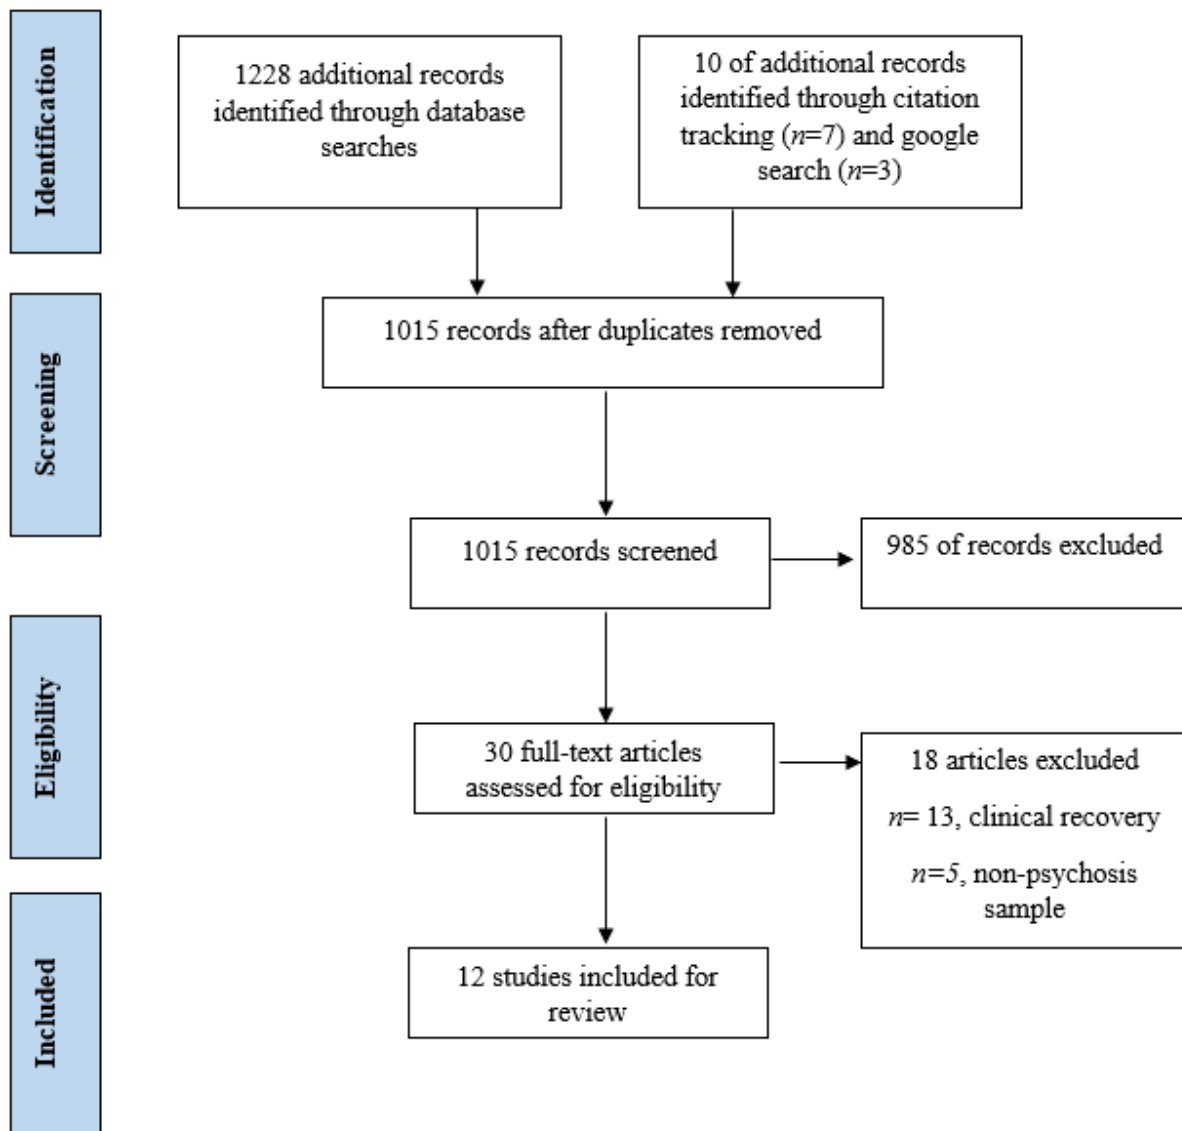 Identification
1228 additional records
identified through database
searches
10 of additional records
identified through citation
tracking (n=7) and google
search (n=3)
Screening
1015 records after duplicates removed
1015 records screened
985 of records excluded
Eligibility
30 full-text articles
assessed for eligibility
18 articles excluded
n= 13, clinical recovery
n=5, non-psychosis
sample
Included
12 studies included for
review